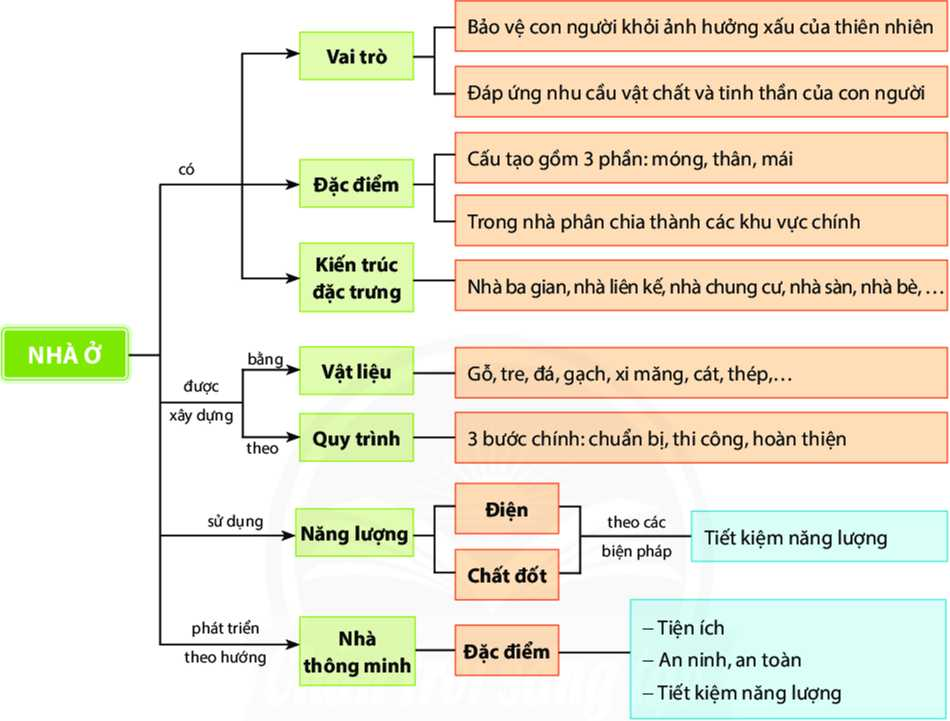 NHÀ Ở
có
Vai trò
Bảo vệ con người khỏi ảnh hưởng xấu của thiên nhiên
Đáp ứng nhu cầu vật chất và tinh thần của con người
Đặc điểm
Cấu tạo gồm 3 phần: móng, thân, mái
Trong nhà phân chia thành các khu vực chính
Kiến trúc
đặc trưng
Nhà ba gian, nhà liên kế, nhà chung cư, nhà sàn, nhà bè, …
được
xây dựng
bằng
Vật liệu
Gỗ, tre, đá, gạch, xi măng, cát, thép,…
theo
Quy trình
3 bước chính: chuẩn bị, thi công, hoàn thiện
sử dụng
Năng lượng
Điện
Chất đốt
theo các
biện pháp
Tiết kiệm năng lượng
phát triển
theo hướng
Nhà
thông minh
Đặc điểm
– Tiện ích
– An ninh, an toàn
– Tiết kiệm năng lượng